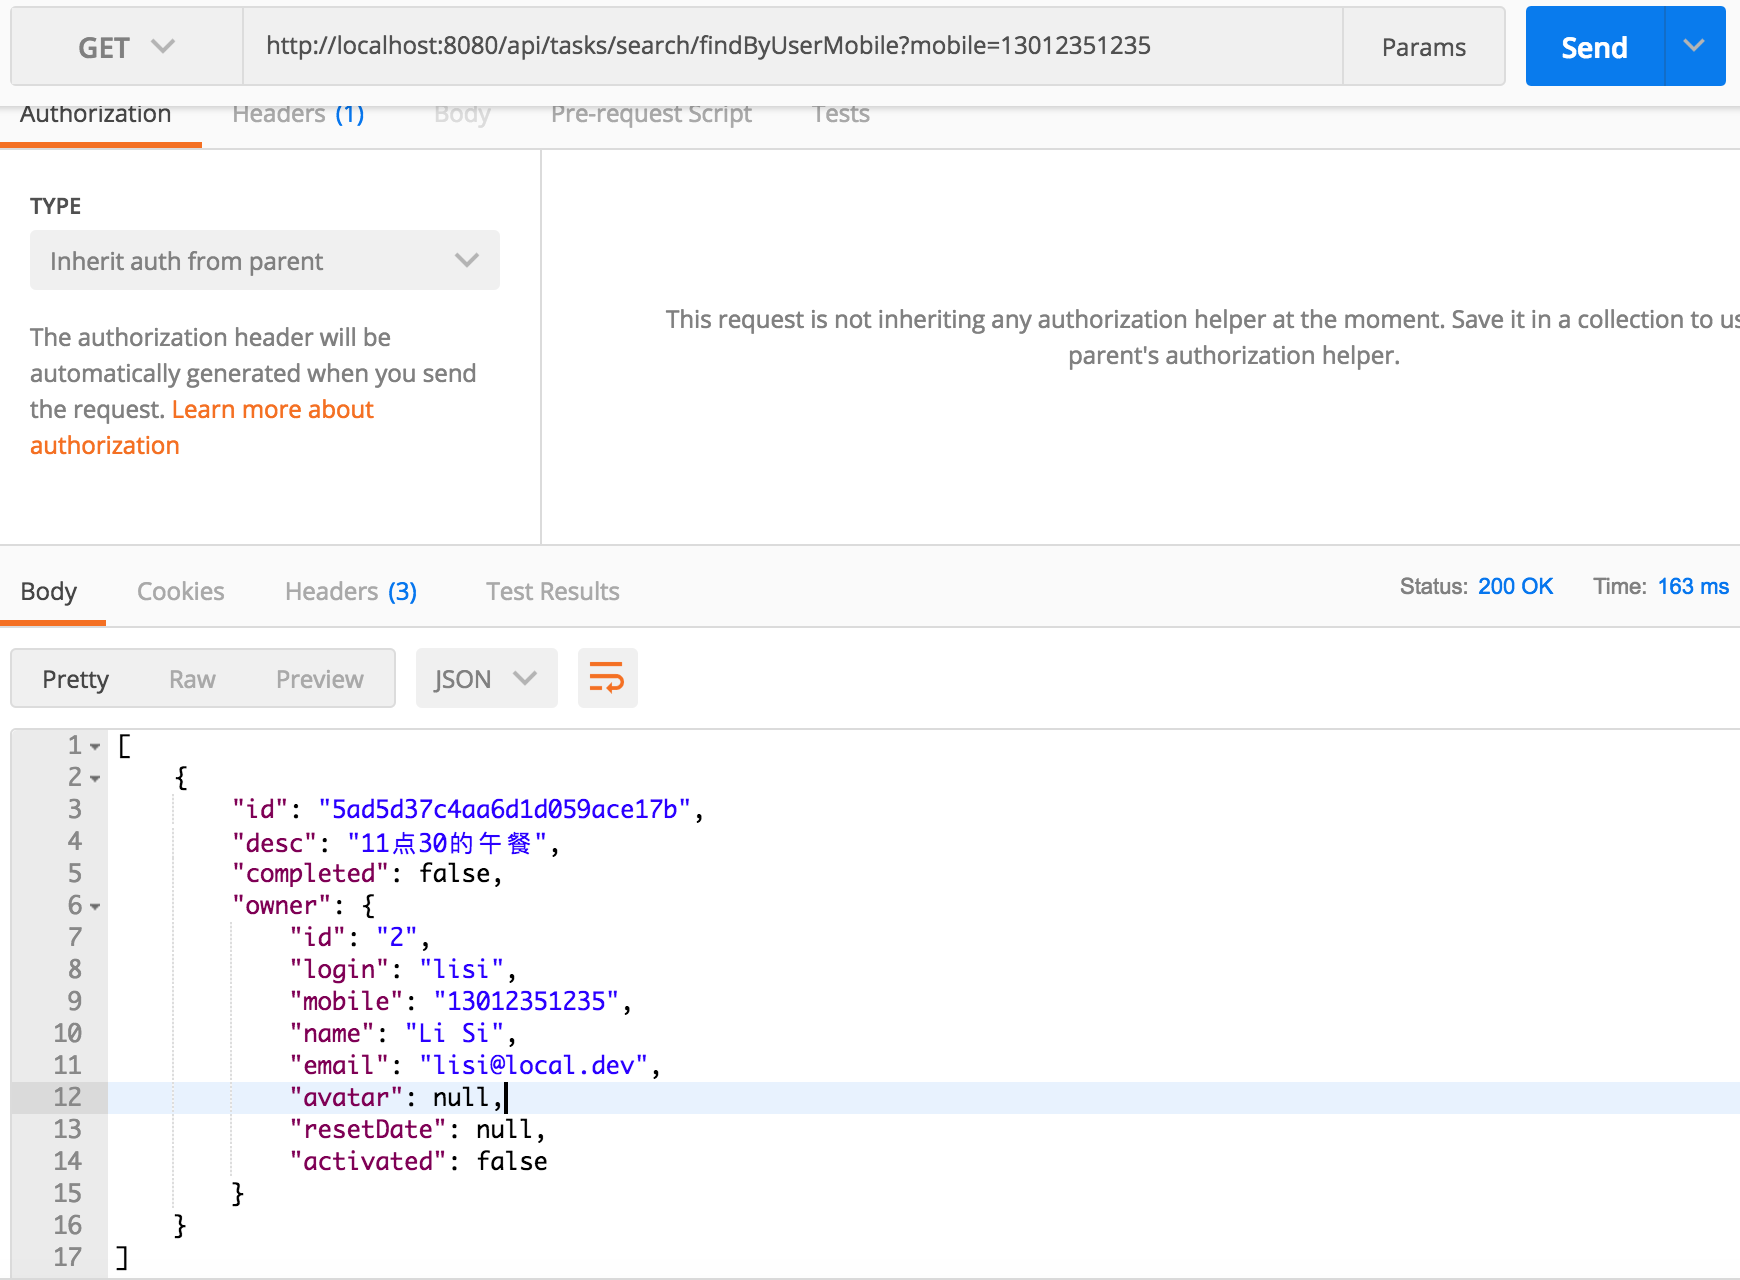 GET http://localhost:8080/api/tasks/search/findByUserMobile?mobile=13012351235 Params Send
Authorization Headers (1) Body Pre-request Script Tests
TYPE
Inherit auth from parent
The authorization header will be
automatically generated when you send
the request. Learn more about
authorization
This request is not inheriting any authorization helper at the moment. Save it in a collection to us
parent's authorization helper.
Body Cookies Headers (3) Test Results Status: 200 OK Time: 163 ms
Pretty Raw Preview JSON
1 [
2 {
3 "id": "5ad5d37c4aa6d1d059ace17b",
4 "desc": "11点30的午餐",
5 "completed": false,
6 "owner": {
7 "id": "2",
8 "login": "lisi",
9 "mobile": "13012351235",
10 "name": "Li Si",
11 "email": "lisi@local.dev",
12 "avatar": null,
13 "resetDate": null,
14 "activated": false
15 }
16 }
17 ]